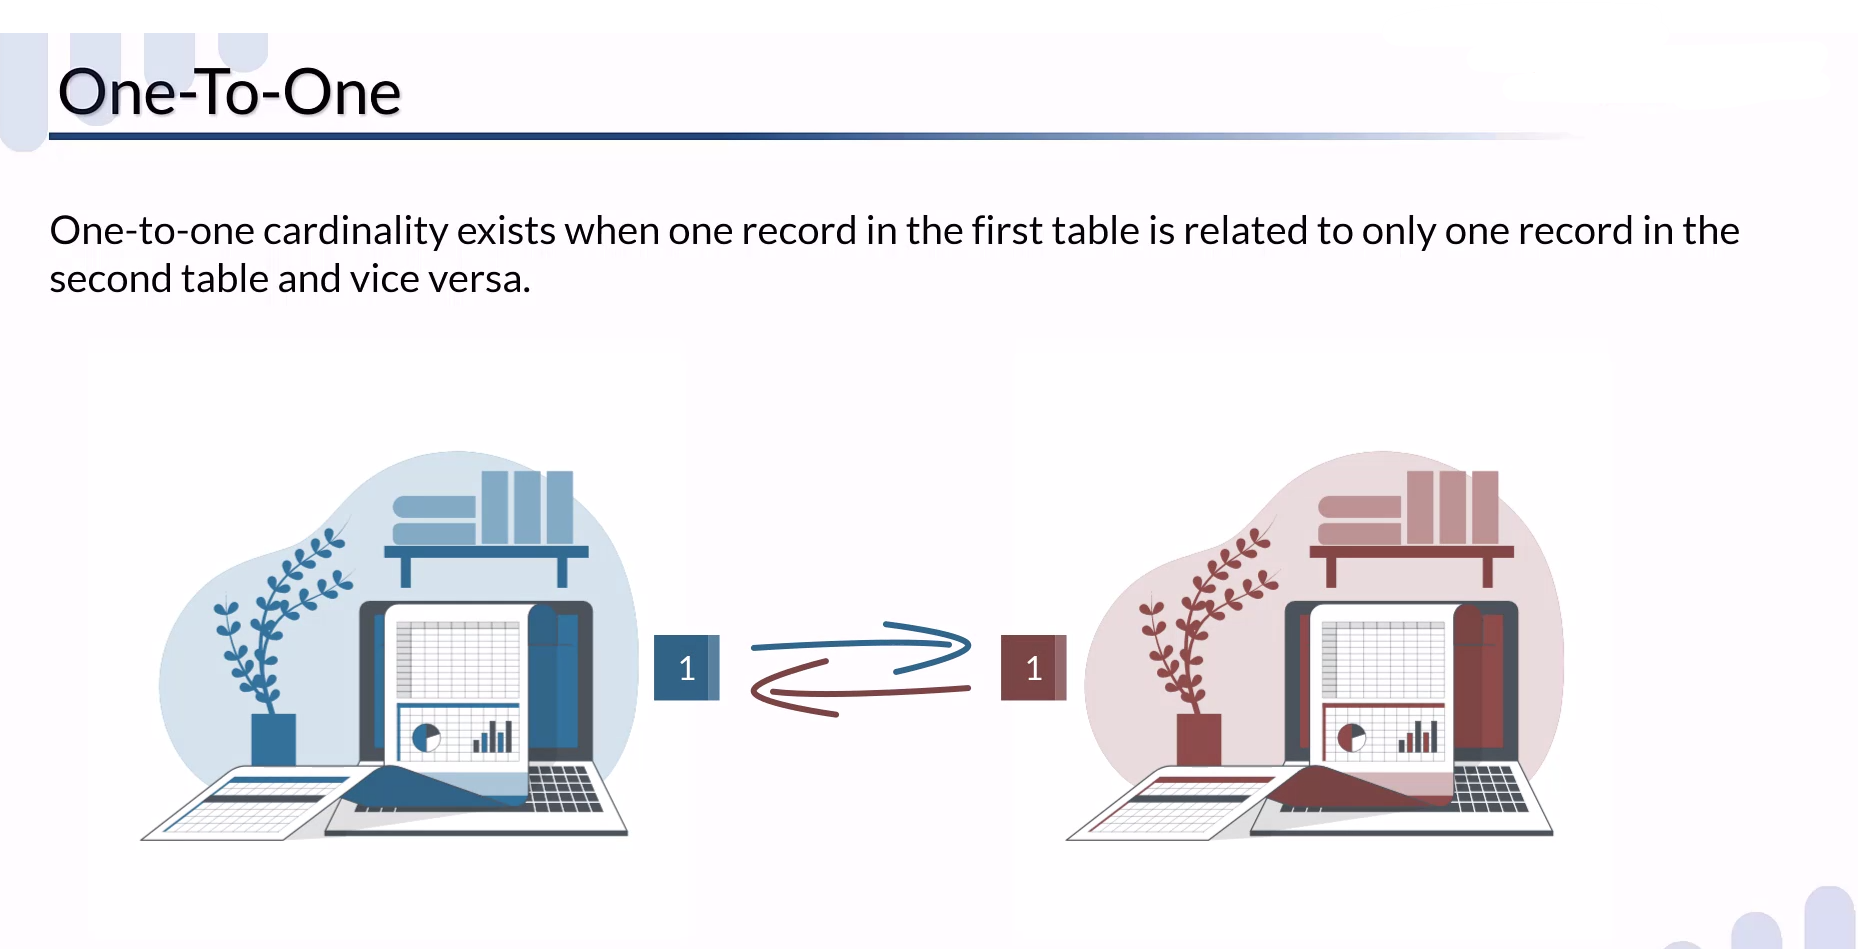 One-To-One
One-to-one cardinality exists when one record in the first table is related to only one record in the
second table and vice versa.
1
1